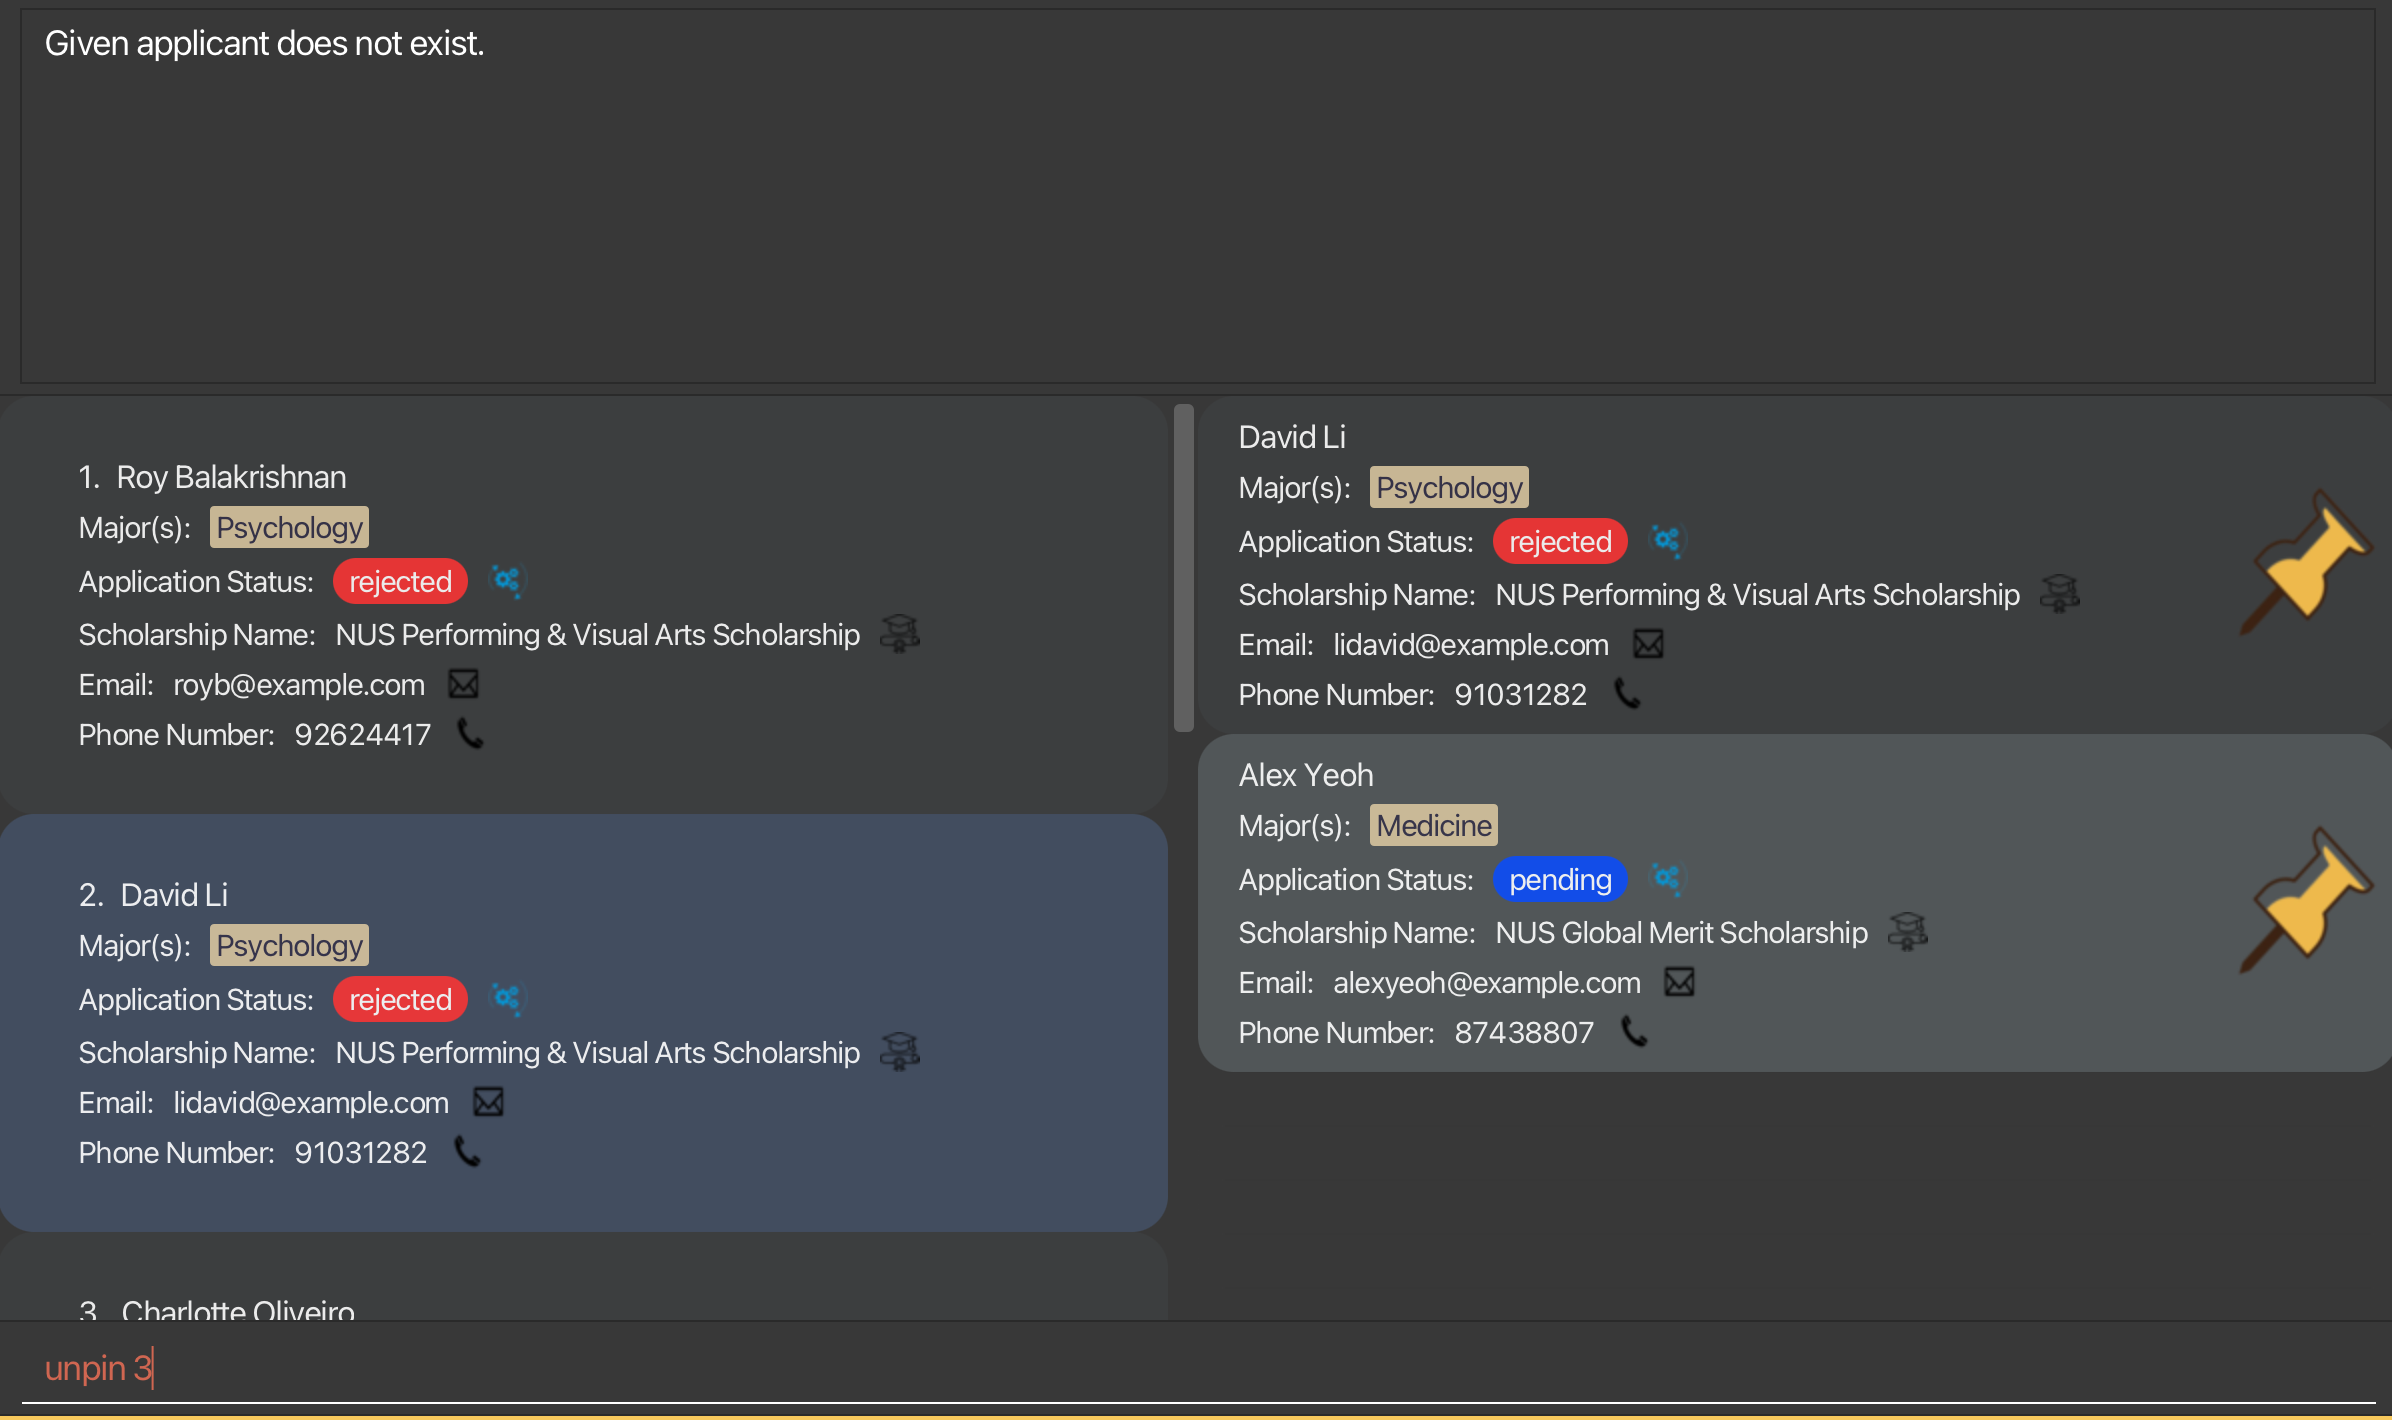 Given applicant does not exist.
1. Roy Balakrishnan
Major(s): Psychology
Application Status: rejected
Scholarship Name: NUS Performing & Visual Arts Scholarship
Email: royb@example.com
Phone Number: 92624417
2. David Li
Major(s): Psychology
Application Status: rejected
Scholarship Name: NUS Performing & Visual Arts Scholarship
Email: lidavid@example.com
Phone Number: 91031282
3. Charlotte Oliveiro
David Li
Major(s): Psychology
Application Status: rejected
Scholarship Name: NUS Performing & Visual Arts Scholarship
Email: lidavid@example.com
Phone Number: 91031282
Alex Yeoh
Major(s): Medicine
Application Status: pending
Scholarship Name: NUS Global Merit Scholarship
Email: alexyeoh@example.com
Phone Number: 87438807
unpin 3